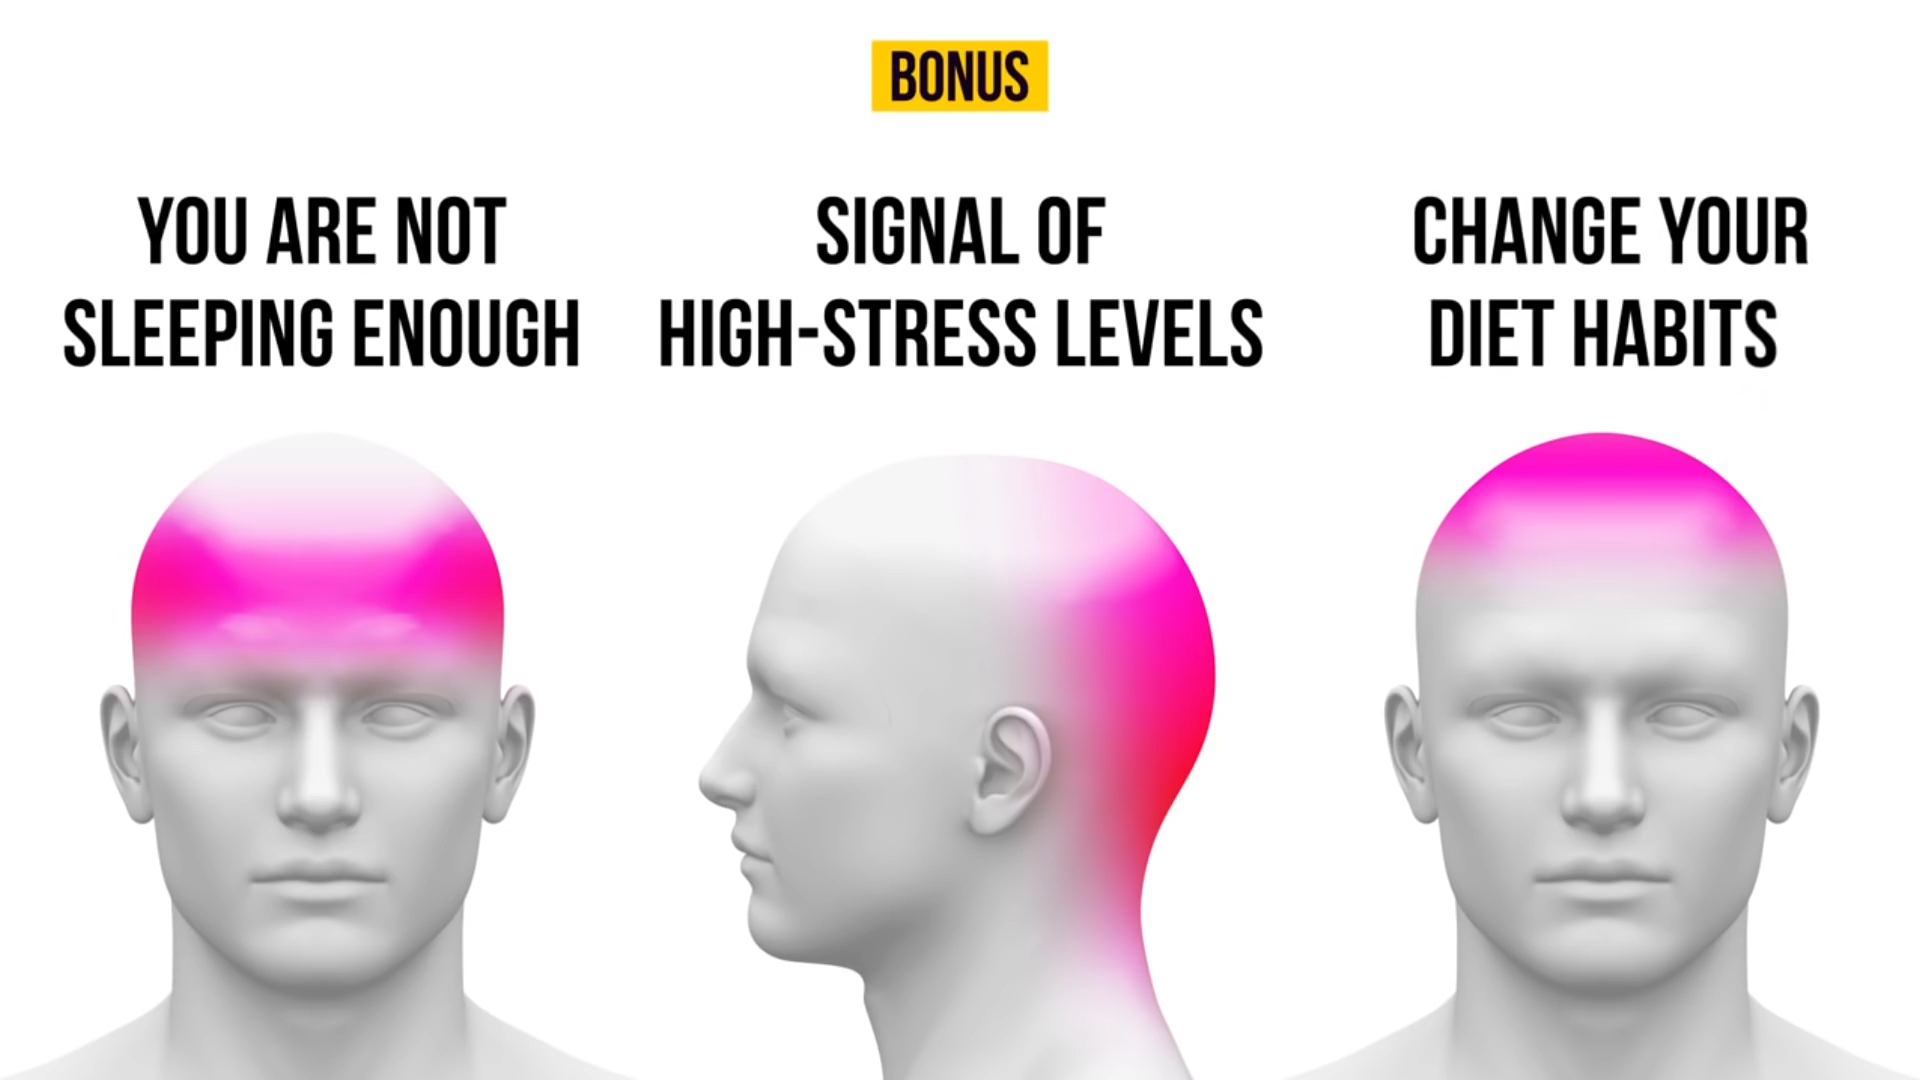 BONUS
YOU ARE NOT
SLEEPING ENOUGH
SIGNAL OF
HIGH-STRESS LEVELS
CHANGE YOUR
DIET HABITS